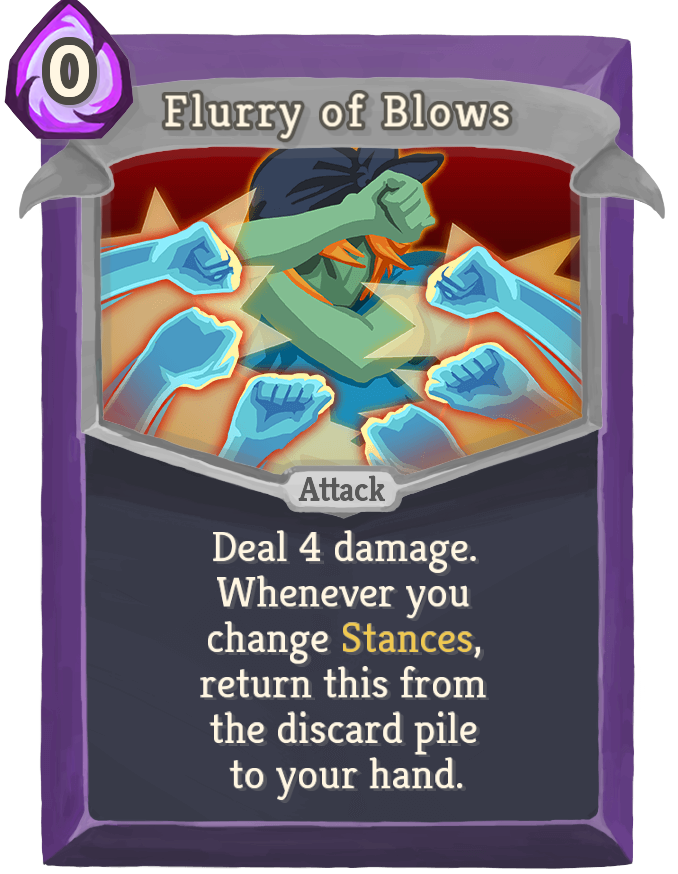 0
Flurry of Blows
Attack
Deal 4 damage.
Whenever you
change Stances,
return this from
the discard pile
to your hand.